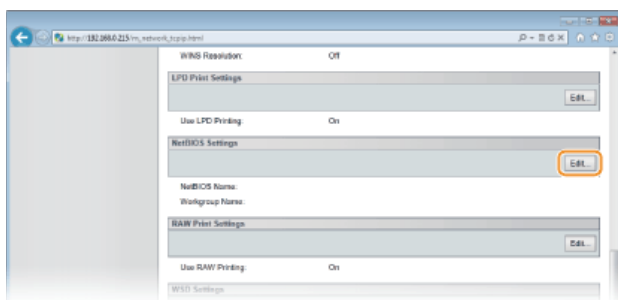 http://192.168.0.215/m_network_tcpip.html
WINS Resolution: Off
LPD Print Settings
Edit...
Use LPD Printing: On
NetBIOS Settings
Edit...
NetBIOS Name:
Workgroup Name:
RAW Print Settings
Edit...
Use RAW Printing: On
WSD Settings